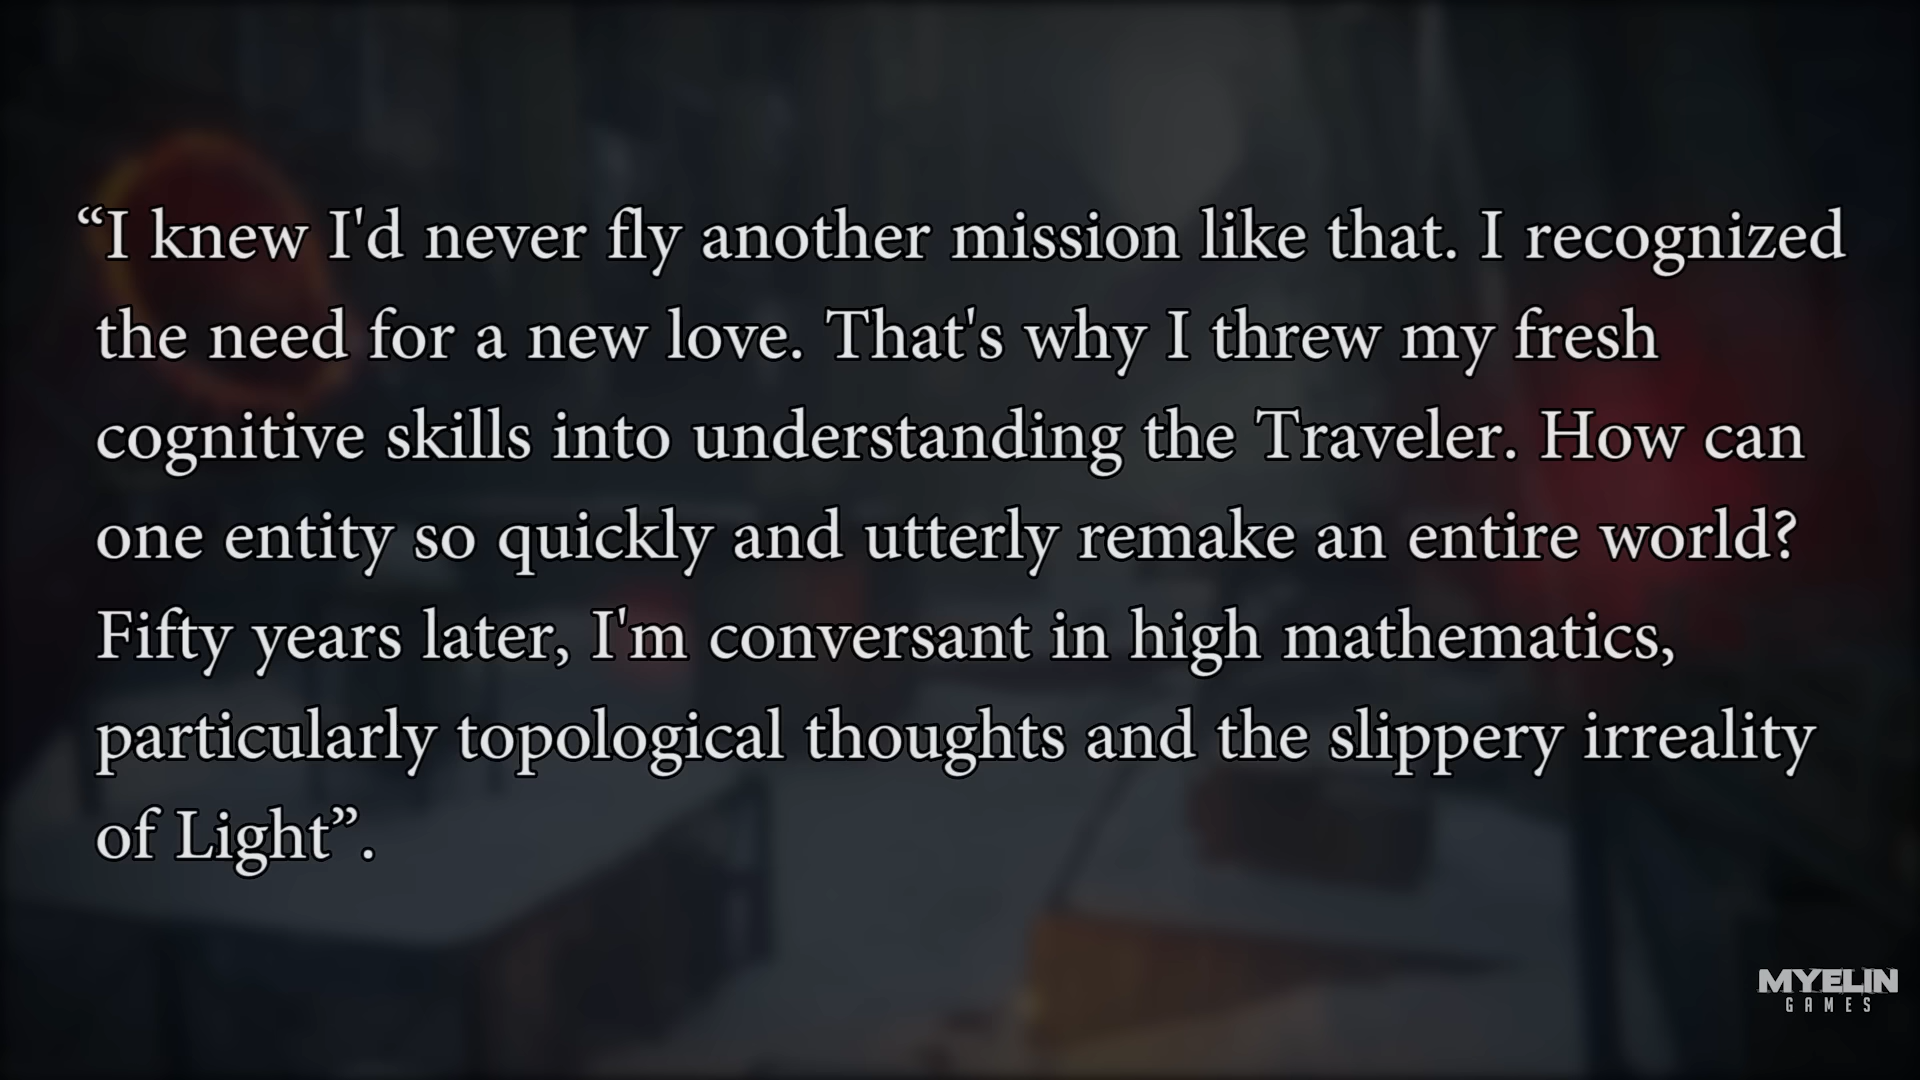 “I knew I'd never fly another mission like that. I recognized
the need for a new love. That's why I threw my fresh
cognitive skills into understanding the Traveler. How can
one entity so quickly and utterly remake an entire world?
Fifty years later, I'm conversant in high mathematics,
particularly topological thoughts and the slippery irreality
of Light”.
MYELIN
GAMES